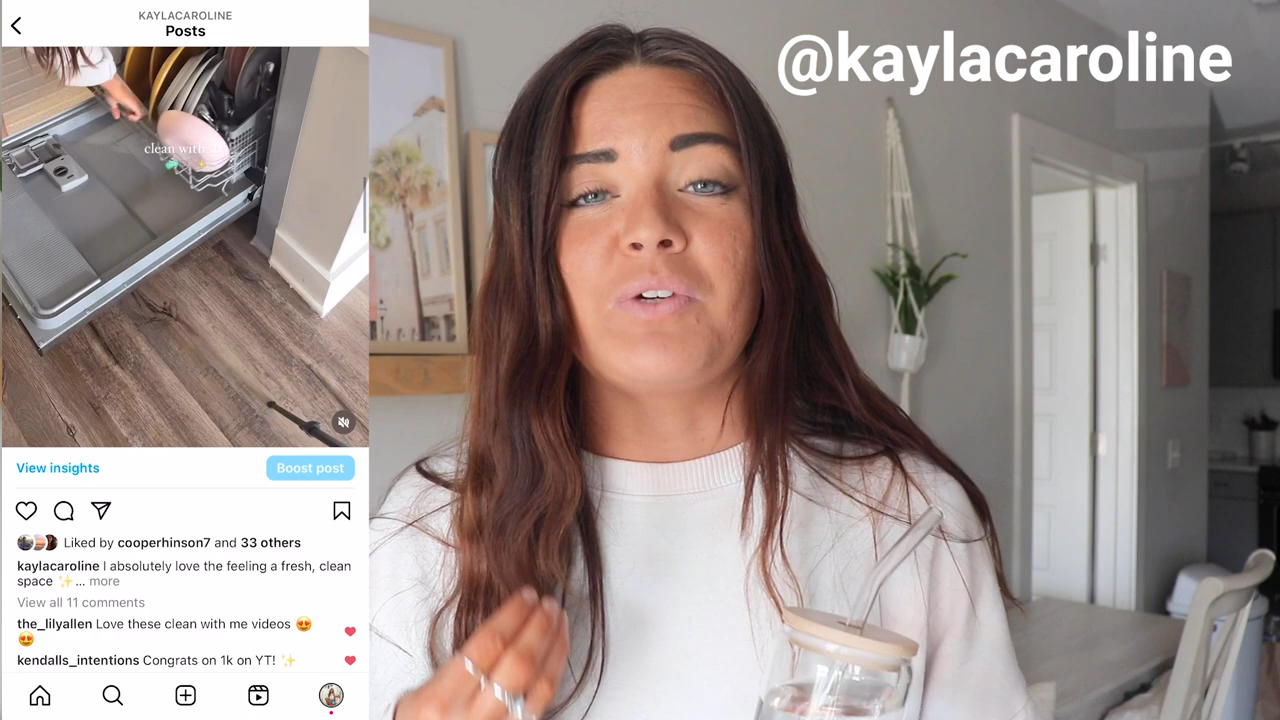 KAYLACAROLINE
Posts
clean with
View insights
Boost post
Liked by cooperhinson7 and 33 others
kaylacaroline I absolutely love the feeling a fresh, clean
space ✨... more
View all 11 comments
the_lilyallen Love these clean with me videos 😍
😍
kendalls_intentions Congrats on 1k on YT! ✨
@kaylacaroline